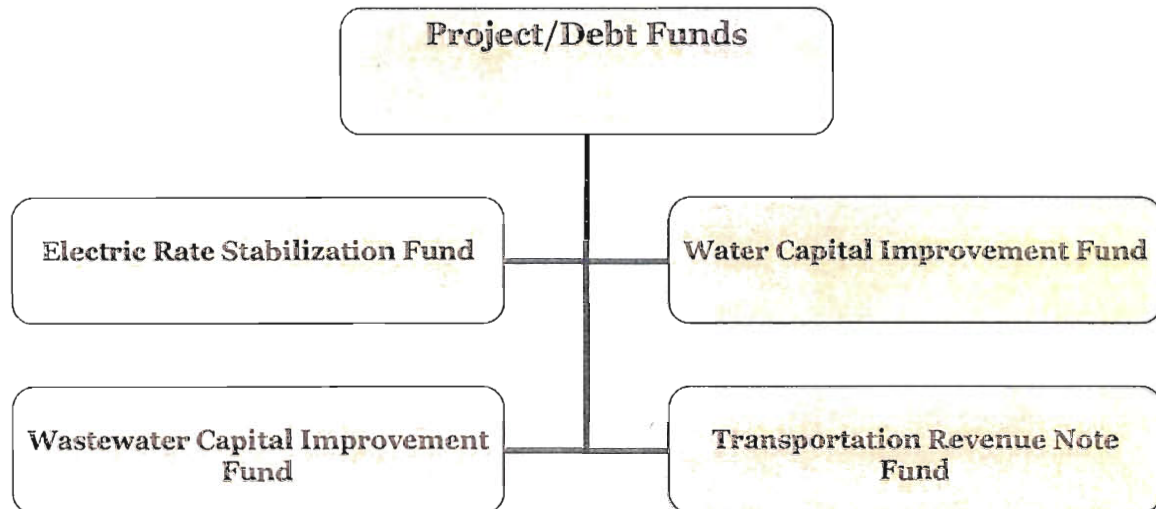 Project/Debt Funds
Electric Rate Stabilization Fund
Water Capital Improvement Fund
Wastewater Capital Improvement
Fund
Transportation Revenue Note
Fund